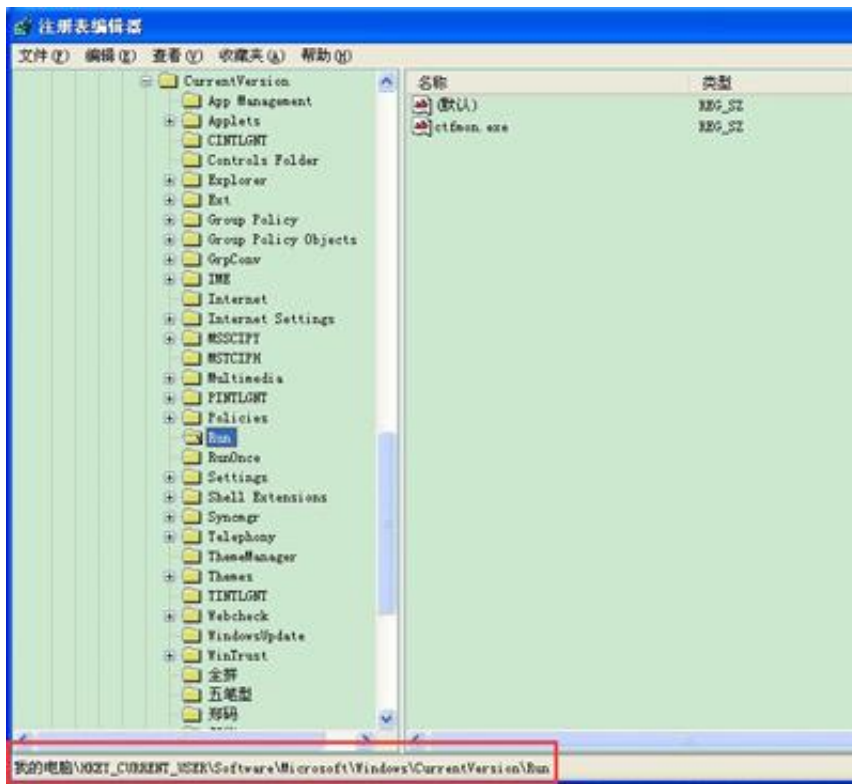 注册表编辑器
文件(F) 编辑(E) 查看(V) 收藏夹(A) 帮助(H)
CurrentVersion
App Management
Applets
CINTLGNT
Controls Folder
Explorer
Ext
Group Policy
Group Policy Objects
GrpConv
IME
Internet
Internet Settings
MSSCIPY
MSTCIPH
Multimedia
PINTLGNT
Policies
Run
RunOnce
Settings
Shell Extensions
Syncmgr
Telephony
ThemeManager
Themes
TINTLGNT
Webcheck
WindowsUpdate
WinTrust
全拼
五笔型
郑码
名称 类型
(默认) REG_SZ
ctfmon.exe REG_SZ
我的电脑\HKEY_CURRENT_USER\Software\Microsoft\Windows\CurrentVersion\Run